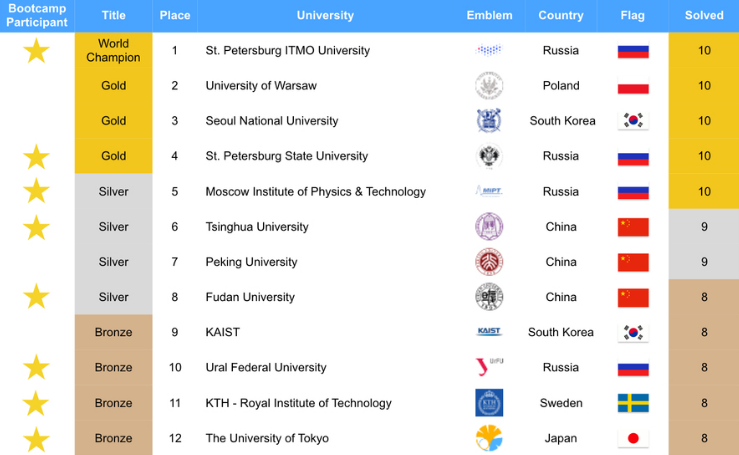 Bootcamp Participant Title Place University Emblem Country Flag Solved
World Champion 1 St. Petersburg ITMO University Russia 10
Gold 2 University of Warsaw Poland 10
Gold 3 Seoul National University South Korea 10
Gold 4 St. Petersburg State University Russia 10
Silver 5 Moscow Institute of Physics & Technology MIPT Russia 10
Silver 6 Tsinghua University China 9
Silver 7 Peking University China 9
Silver 8 Fudan University China 8
Bronze 9 KAIST KAIST South Korea 8
Bronze 10 Ural Federal University Russia 8
Bronze 11 KTH - Royal Institute of Technology KTH Sweden 8
Bronze 12 The University of Tokyo Japan 8